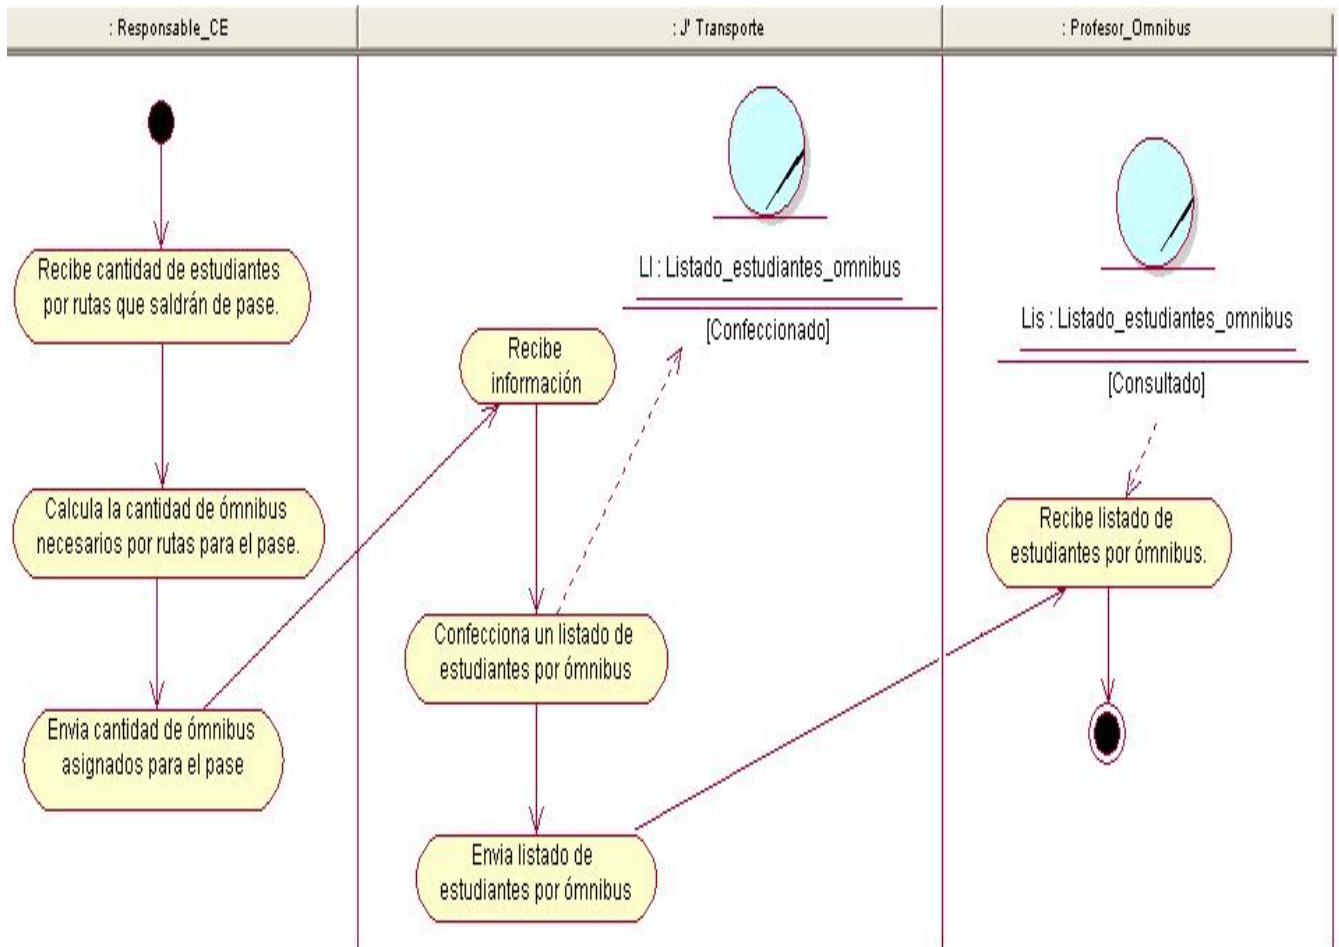 : Responsable_CE
: J' Transporte
: Profesor_Omnibus
Recibe cantidad de estudiantes
por rutas que saldrán de pase.
Calcula la cantidad de ómnibus
necesarios por rutas para el pase.
Envia cantidad de ómnibus
asignados para el pase
LI : Listado_estudiantes_omnibus
[Confeccionado]
Recibe
información
Confecciona un listado de
estudiantes por ómnibus
Envia listado de
estudiantes por ómnibus
Lis : Listado_estudiantes_omnibus
[Consultado]
Recibe listado de
estudiantes por ómnibus.